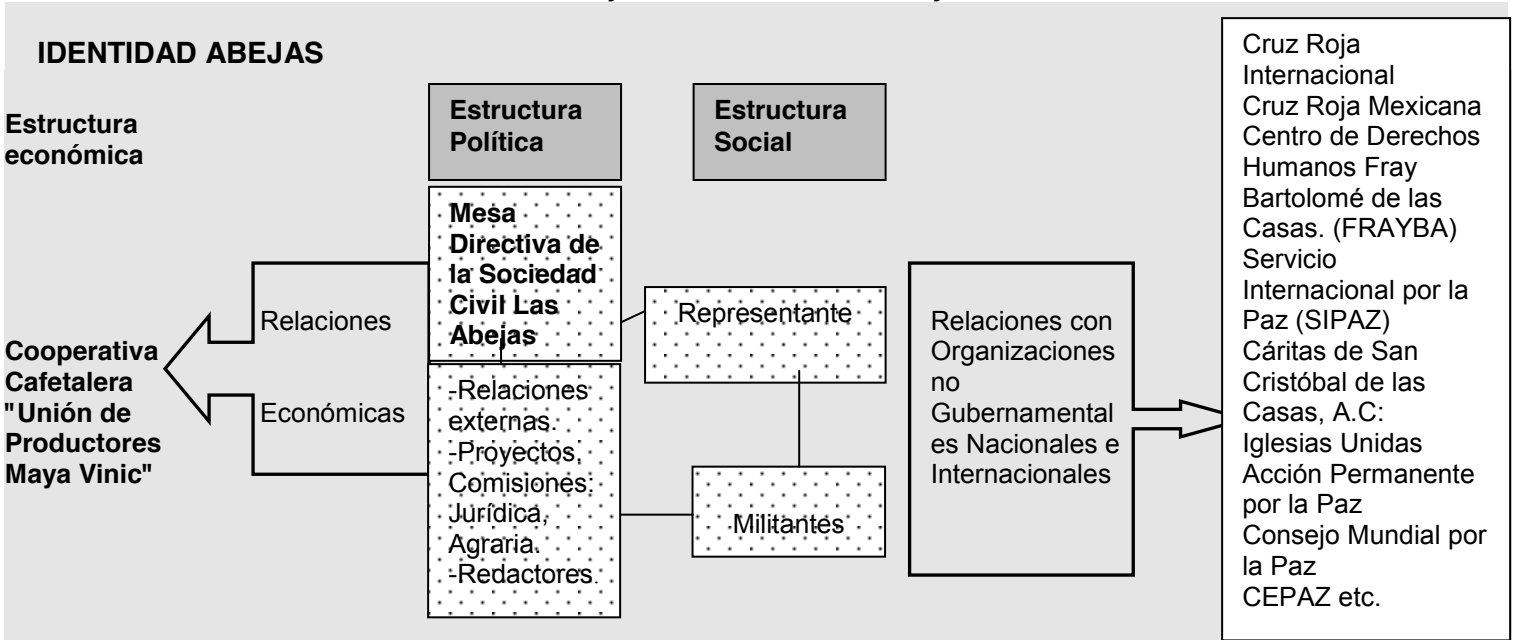 IDENTIDAD ABEJAS
Estructura
económica
Cooperativa
Cafetalera
"Unión de
Productores
Maya Vinic"
Relaciones
Económicas
Estructura
Política
Mesa
Directiva de
la Sociedad
Civil Las
Abejas
-Relaciones
externas.
-Proyectos,
Comisiones:
Jurídica,
Agraria.
-Redactores.
Estructura
Social
Representante
Militantes
Relaciones con
Organizaciones
no
Gubernamental
es Nacionales e
Internacionales
Cruz Roja
Internacional
Cruz Roja Mexicana
Centro de Derechos
Humanos Fray
Bartolomé de las
Casas. (FRAYBA)
Servicio
Internacional por la
Paz (SIPAZ)
Cáritas de San
Cristóbal de las
Casas, A.C:
Iglesias Unidas
Acción Permanente
por la Paz
Consejo Mundial por
la Paz
CEPAZ etc.